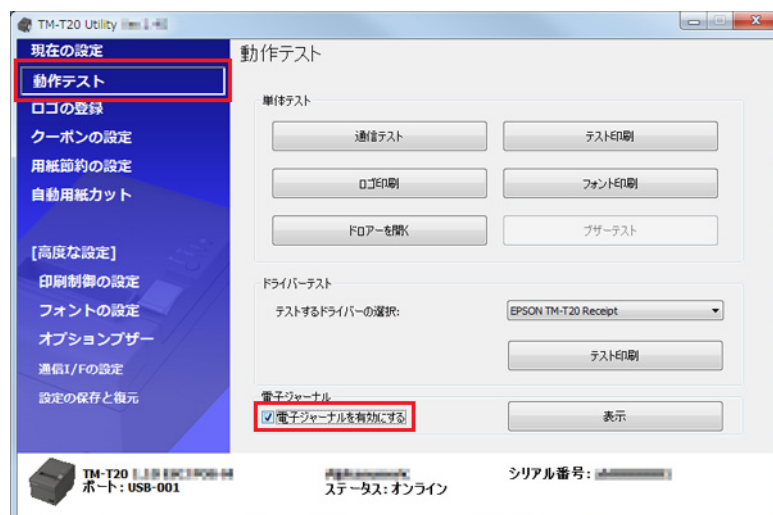 TM-T20 Utility
現在の設定
動作テスト
ロゴの登録
クーポンの設定
用紙節約の設定
自動用紙カット
[高度な設定]
印刷制御の設定
フォントの設定
オプションブザー
通信I/Fの設定
設定の保存と復元
動作テスト
単体テスト
通信テスト
テスト印刷
ロゴ印刷
フォント印刷
ドロアーを開く
ブザーテスト
ドライバーテスト
テストするドライバーの選択:
EPSON TM-T20 Receipt
テスト印刷
電子ジャーナル
電子ジャーナルを有効にする
表示
TM-T20
ポート: USB-001
ステータス: オンライン
シリアル番号: